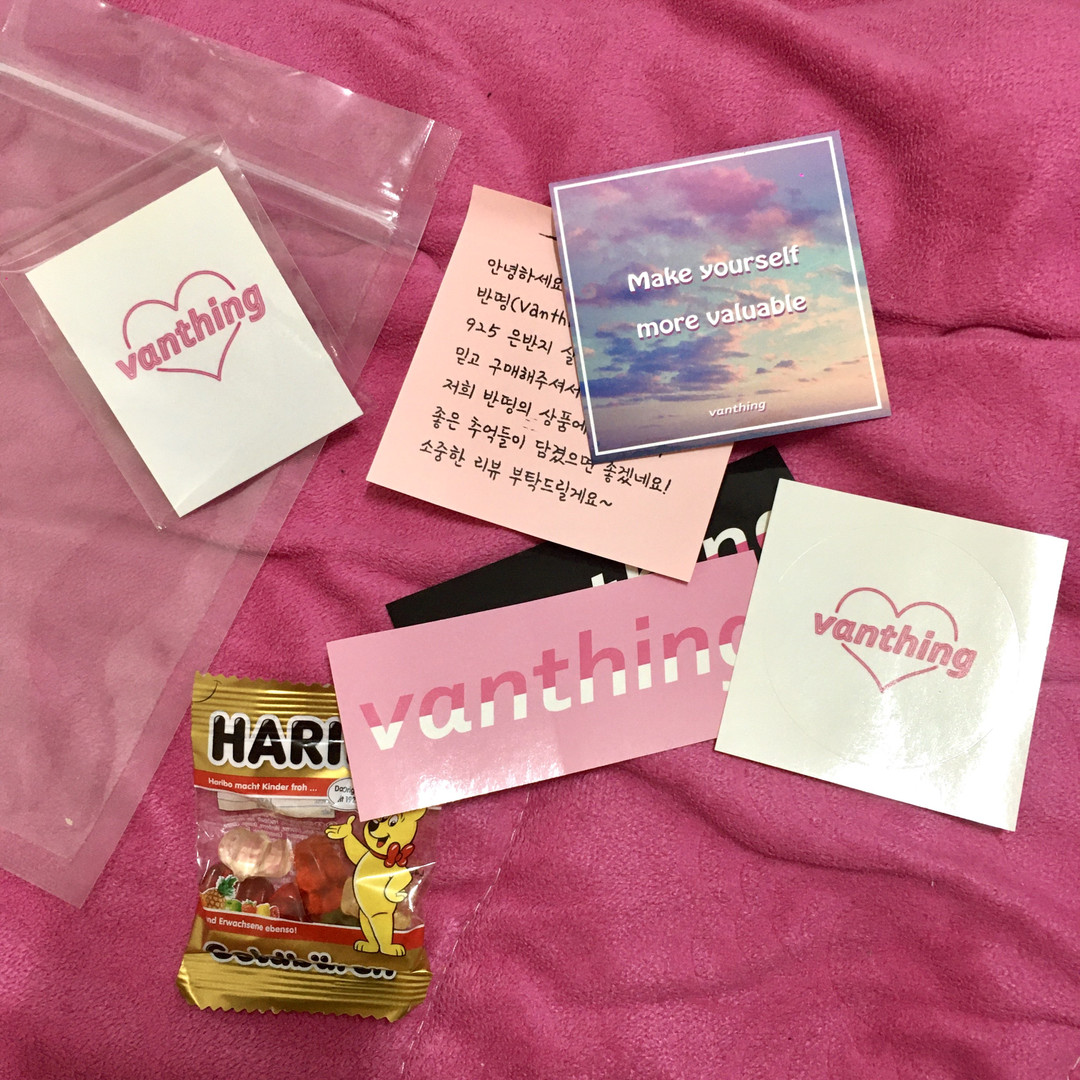 vanthing
안녕하세요
반띵(Vanth
925 은반지
믿고 구매해주셔서
저희 반띵의 상품에
좋은 추억들이 담겼으면 좋겠네요!
소중한 리뷰 부탁드릴게요~
Make yourself
more valuable
vanthing
vanthing
vanthing
HARI
Haribo macht Kinder froh ...
nd Erwachsene ebenso!
Goldbären